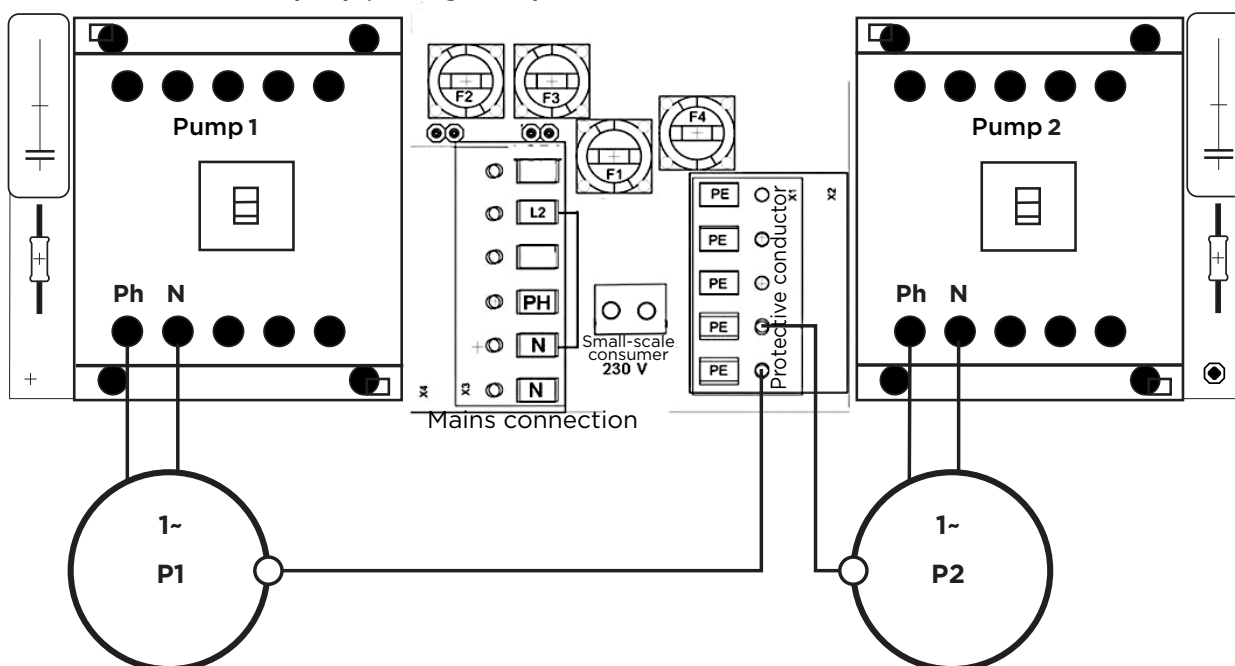 Pump 1
Ph N
F2
F3
F1
F4
L2
PH
N
N
X4
X3
Mains connection
Small-scale
consumer
230 V
PE
PE
PE
PE
PE
Protective conductor
X1
X2
Pump 2
Ph N
1~
P1
1~
P2